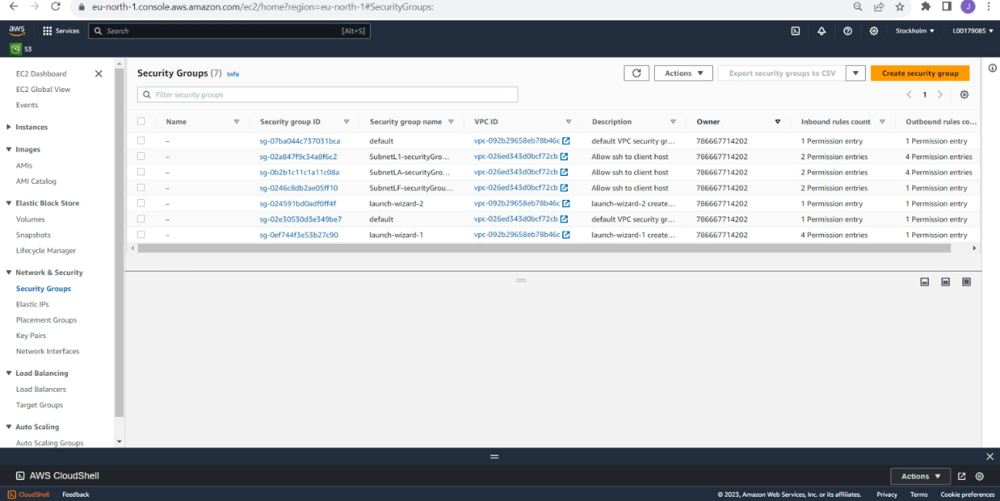 eu-north-1.console.aws.amazon.com/ec2/home?region=eu-north-1#SecurityGroups:
J
aws Services Search [Alt+S] Stockholm L00179085
S3
EC2 Dashboard
EC2 Global View
Events
Instances
Images
AMIs
AMI Catalog
Elastic Block Store
Volumes
Snapshots
Lifecycle Manager
Network & Security
Security Groups
Elastic IPs
Placement Groups
Key Pairs
Network Interfaces
Load Balancing
Load Balancers
Target Groups
Auto Scaling
Auto Scaling Groups
Security Groups (7) Info Actions Export security groups to CSV Create security group
Filter security groups 1
Name Security group ID Security group name VPC ID Description Owner Inbound rules count Outbound rules co...
– sg-07ba044c737031bca default vpc-092b29658eb78b46c default VPC security gr... 786667714202 1 Permission entry 1 Permission entry
– sg-02a847f9c34a8f6c2 SubnetL1-securityGro... vpc-026ed343d0bcf72cb Allow ssh to client host 786667714202 2 Permission entries 4 Permission entries
– sg-0b2b1c11c1a11c08a SubnetLA-securityGro... vpc-026ed343d0bcf72cb Allow ssh to client host 786667714202 2 Permission entries 4 Permission entries
– sg-0246c8db2ae05ff10 SubnetLF-securityGrou... vpc-026ed343d0bcf72cb Allow ssh to client host 786667714202 2 Permission entries 1 Permission entry
– sg-024591bd0adf0ff4f launch-wizard-2 vpc-092b29658eb78b46c launch-wizard-2 create... 786667714202 1 Permission entry 1 Permission entry
– sg-02e30530d3e349be7 default vpc-026ed343d0bcf72cb default VPC security gr... 786667714202 1 Permission entry 1 Permission entry
– sg-0ef744f3e53b27c90 launch-wizard-1 vpc-092b29658eb78b46c launch-wizard-1 create... 786667714202 4 Permission entries 1 Permission entry
AWS CloudShell Actions
CloudShell Feedback © 2023, Amazon Web Services, Inc. or its affiliates. Privacy Terms Cookie preferences